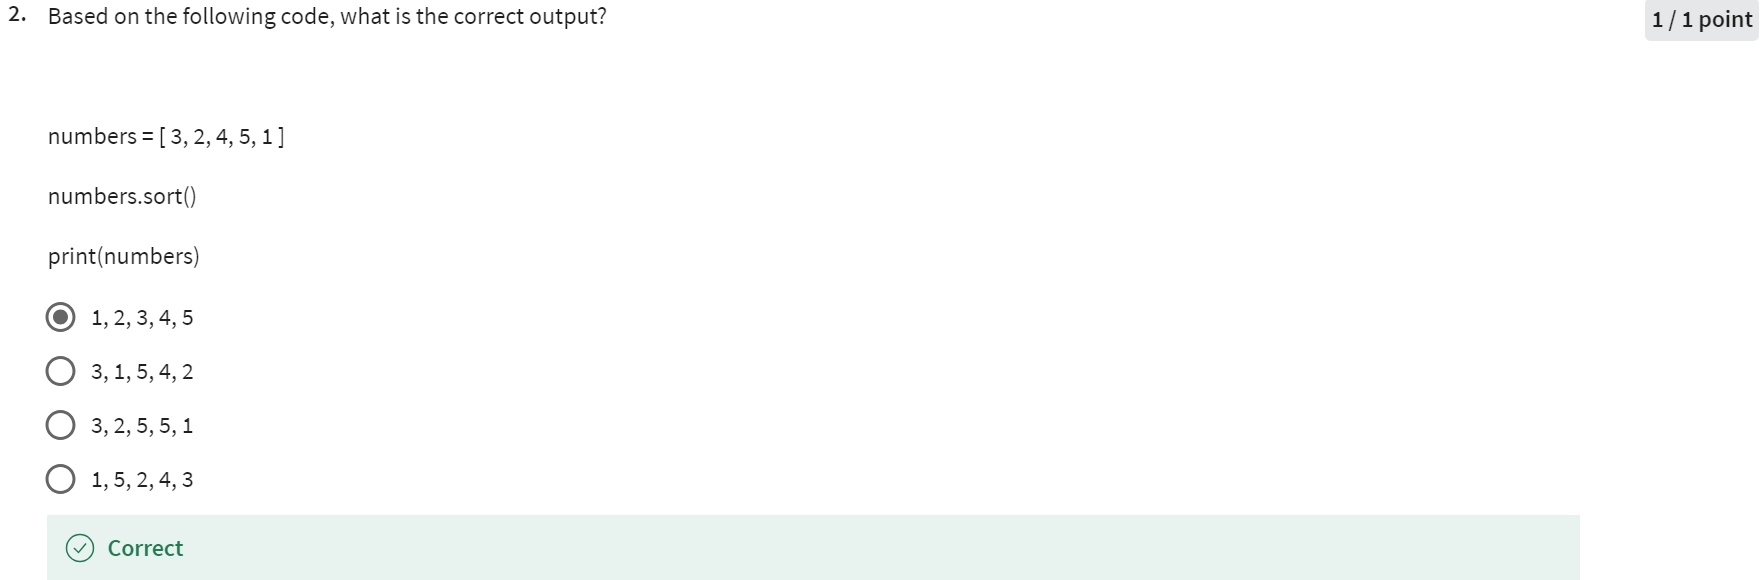 2. Based on the following code, what is the correct output?
1 / 1 point
numbers = [ 3, 2, 4, 5, 1 ]
numbers.sort()
print(numbers)
1, 2, 3, 4, 5
3, 1, 5, 4, 2
3, 2, 5, 5, 1
1, 5, 2, 4, 3
Correct